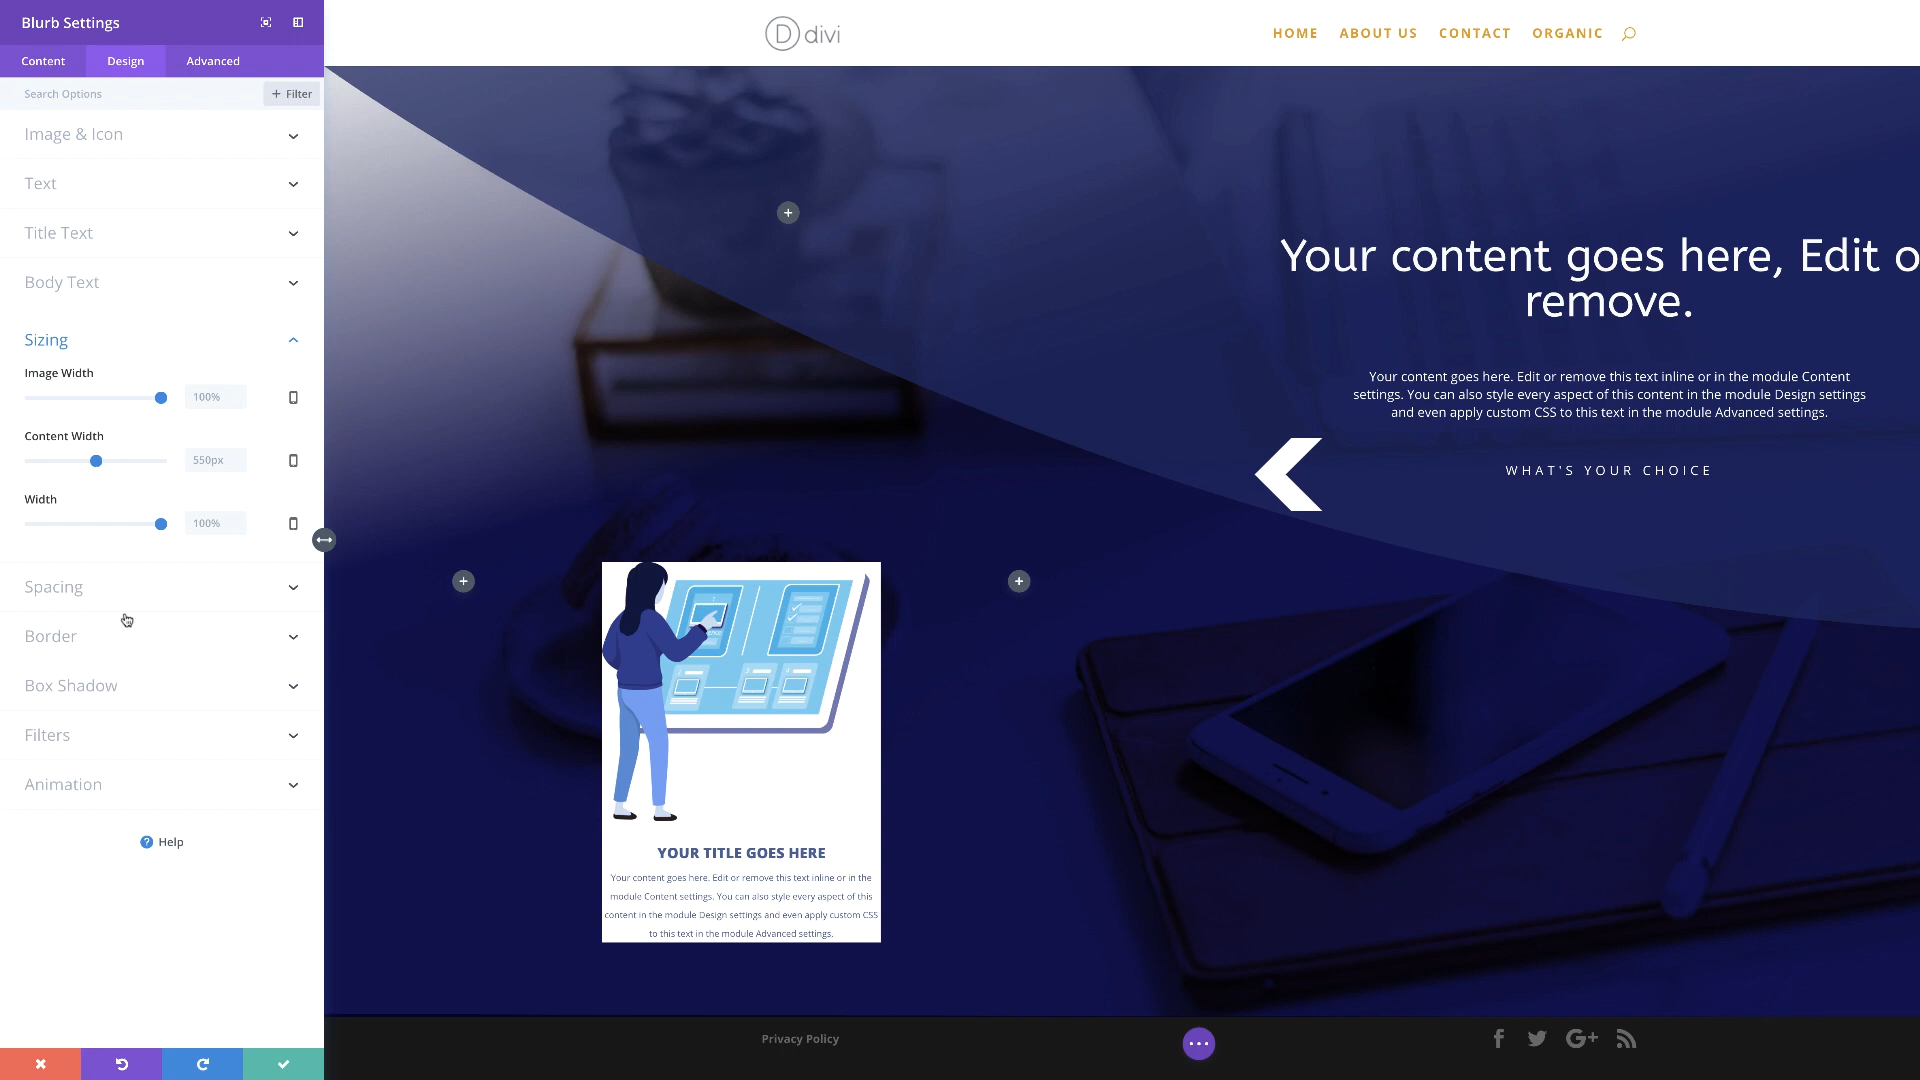 Blurb Settings
Content
Design
Advanced
Search Options
+ Filter
Image & Icon
Text
Title Text
Body Text
Sizing
Image Width
100%
Content Width
550px
Width
100%
Spacing
Border
Box Shadow
Filters
Animation
? Help
D divi
HOME
ABOUT US
CONTACT
ORGANIC
Your content goes here, Edit o
remove.
Your content goes here. Edit or remove this text inline or in the module Content
settings. You can also style every aspect of this content in the module Design settings
and even apply custom CSS to this text in the module Advanced settings.
WHAT'S YOUR CHOICE
YOUR TITLE GOES HERE
Your content goes here. Edit or remove this text inline or in the
module Content settings. You can also style every aspect of this
content in the module Design settings and even apply custom CSS
to this text in the module Advanced settings.
Privacy Policy
G+